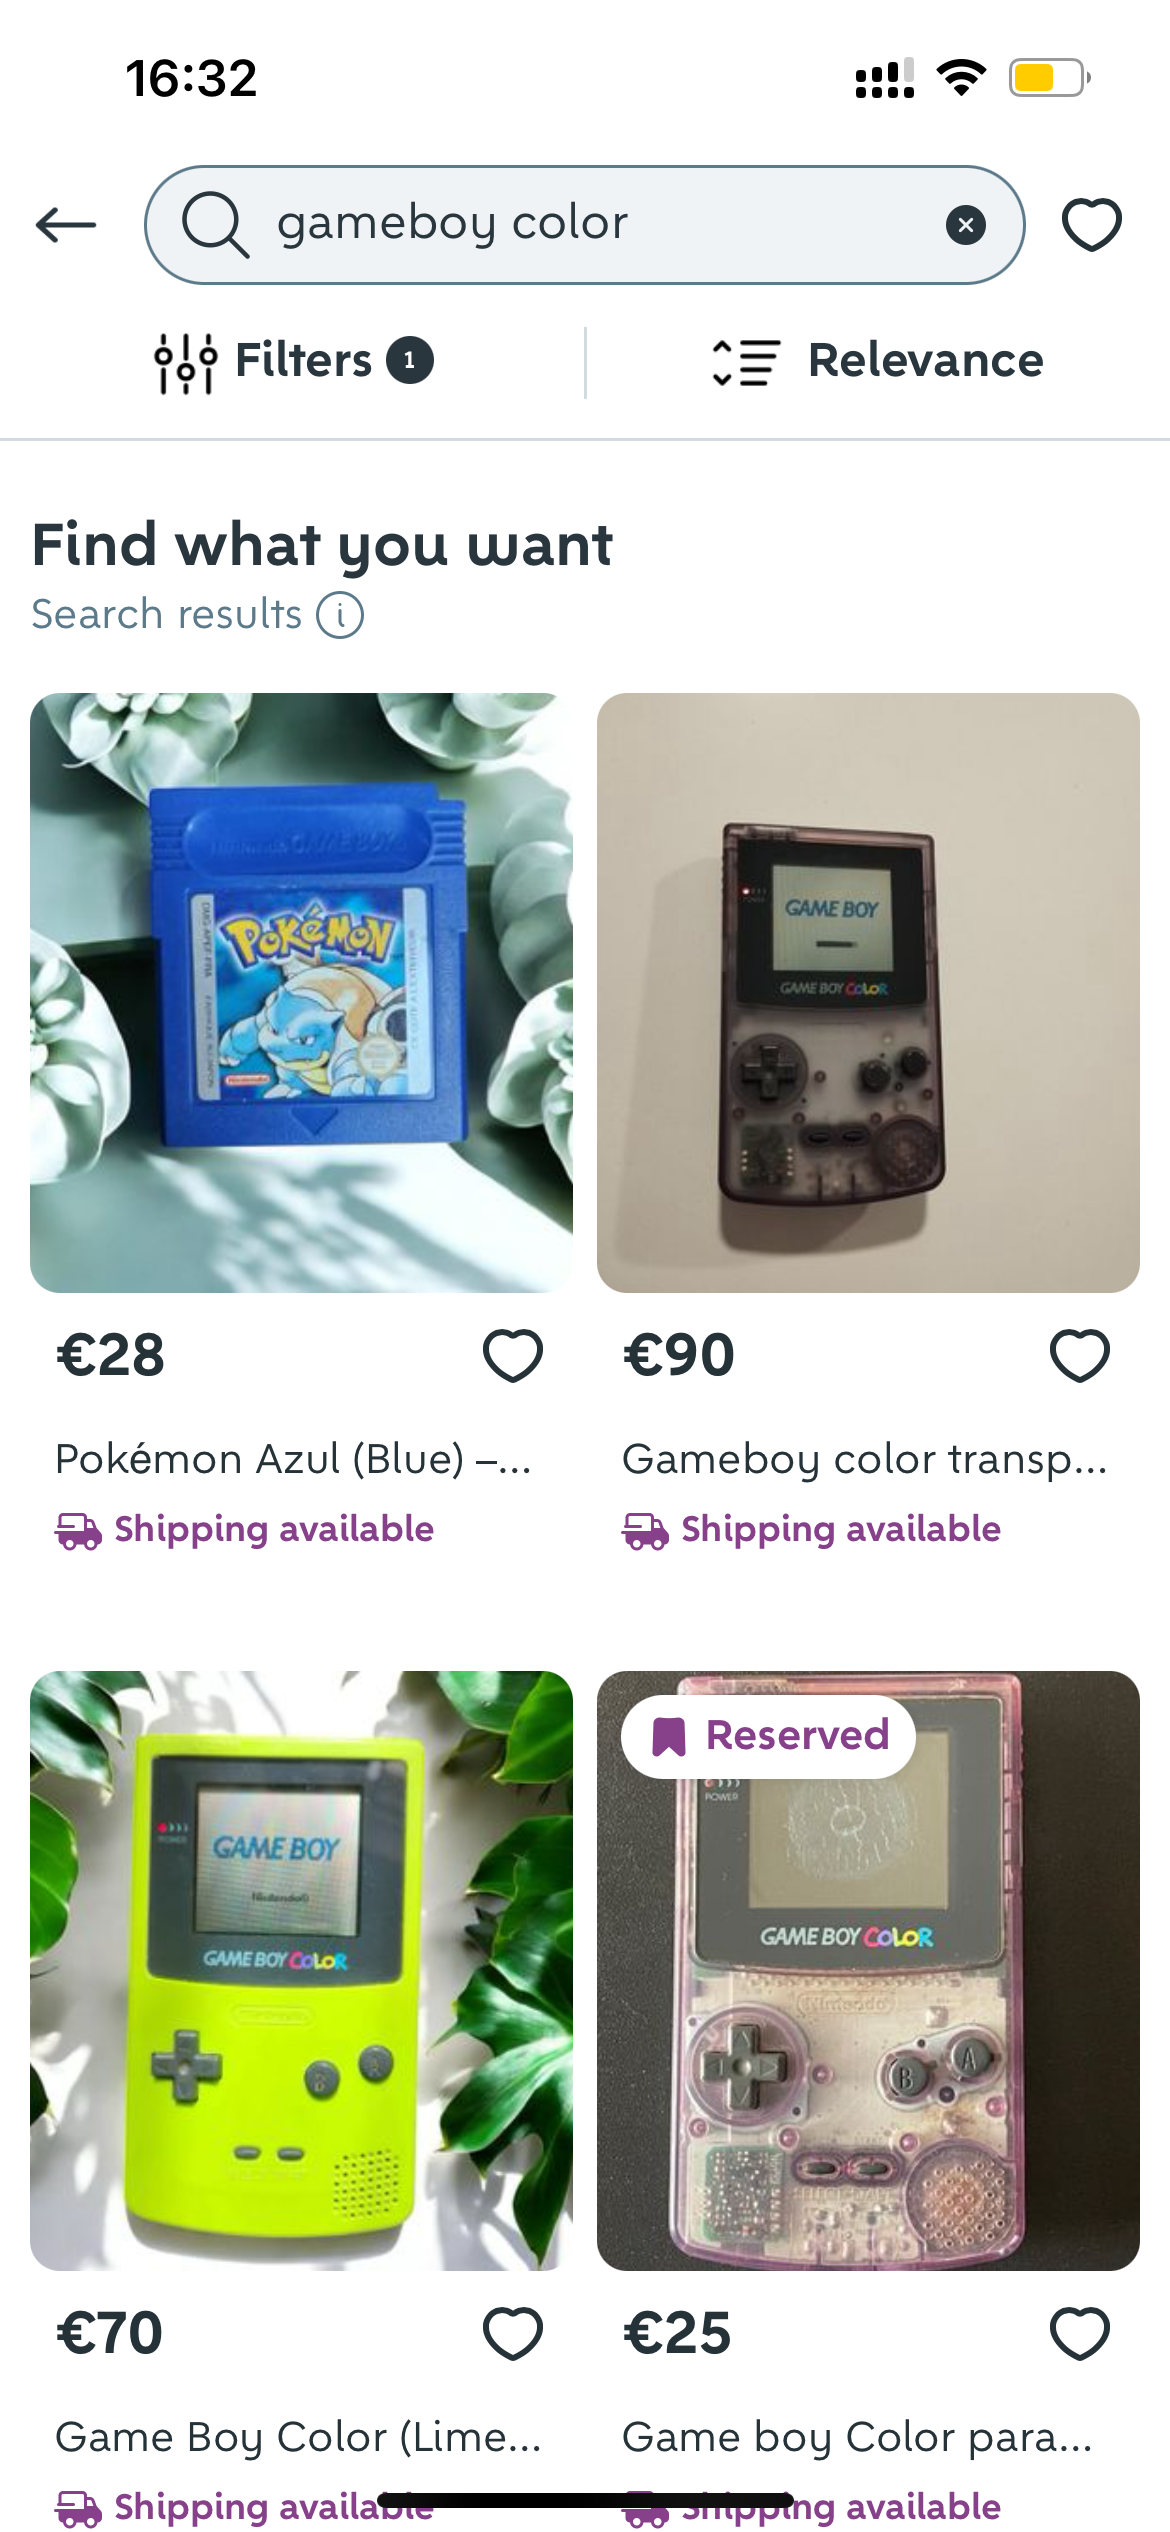 16:32
gameboy color
Filters 1
Relevance
Find what you want
Search results i
POKéMON
Nintendo
GAME BOY
POWER
GAME BOY COLOR
€28
€90
Pokémon Azul (Blue) –...
Gameboy color transp...
Shipping available
Shipping available
Reserved
POWER
GAME BOY
Nintendo
GAME BOY COLOR
GAME BOY COLOR
Nintendo
B A
B A
€70
€25
Game Boy Color (Lime...
Game boy Color para...
Shipping available
Shipping available